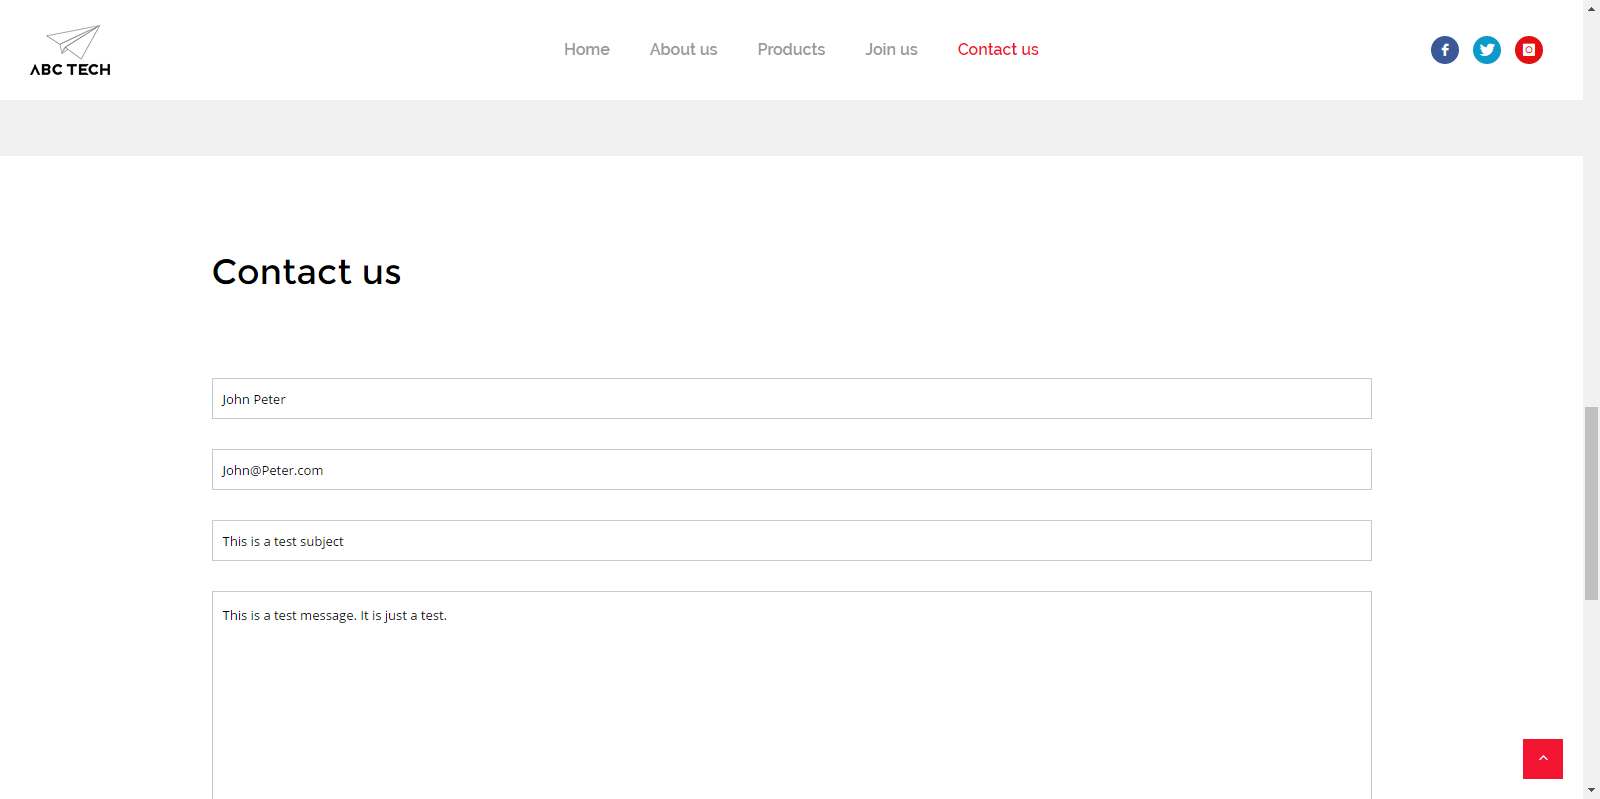 ABC TECH
Home About us Products Join us Contact us
Contact us
John Peter
John@Peter.com
This is a test subject
This is a test message. It is just a test.